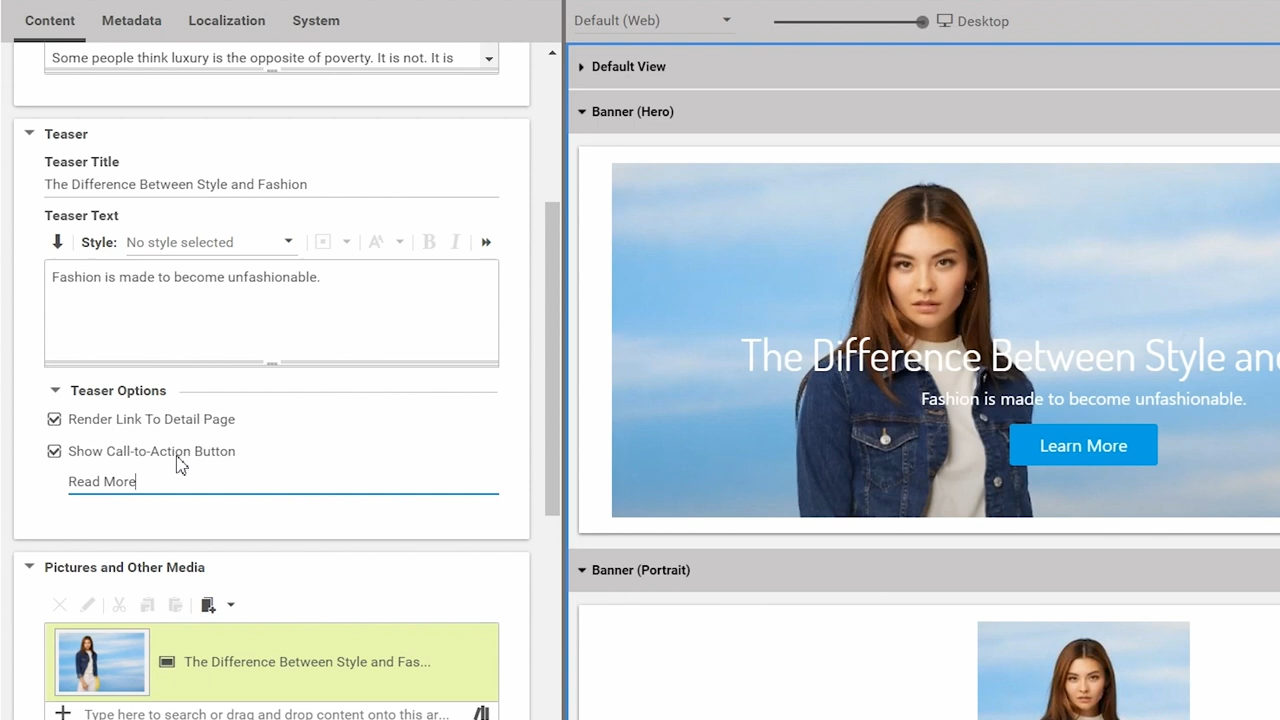 Content Metadata Localization System
Default (Web) Desktop
Some people think luxury is the opposite of poverty. It is not. It is
Teaser
Teaser Title
The Difference Between Style and Fashion
Teaser Text
Style: No style selected B I
Fashion is made to become unfashionable.
Teaser Options
Render Link To Detail Page
Show Call-to-Action Button
Read More
Pictures and Other Media
The Difference Between Style and Fas...
Type here to search or drag and drop content onto this ar...
Default View
Banner (Hero)
The Difference Between Style an
Fashion is made to become unfashionable.
Learn More
Banner (Portrait)